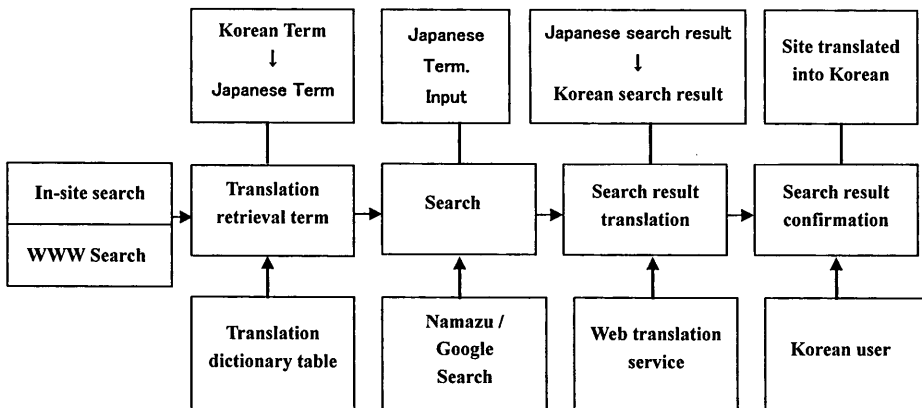 Korean Term
↓
Japanese Term
Japanese
Term.
Input
Japanese search result
↓
Korean search result
Site translated
into Korean
In-site search
WWW Search
Translation
retrieval term
Search
Search result
translation
Search result
confirmation
Translation
dictionary table
Namazu /
Google
Search
Web translation
service
Korean user